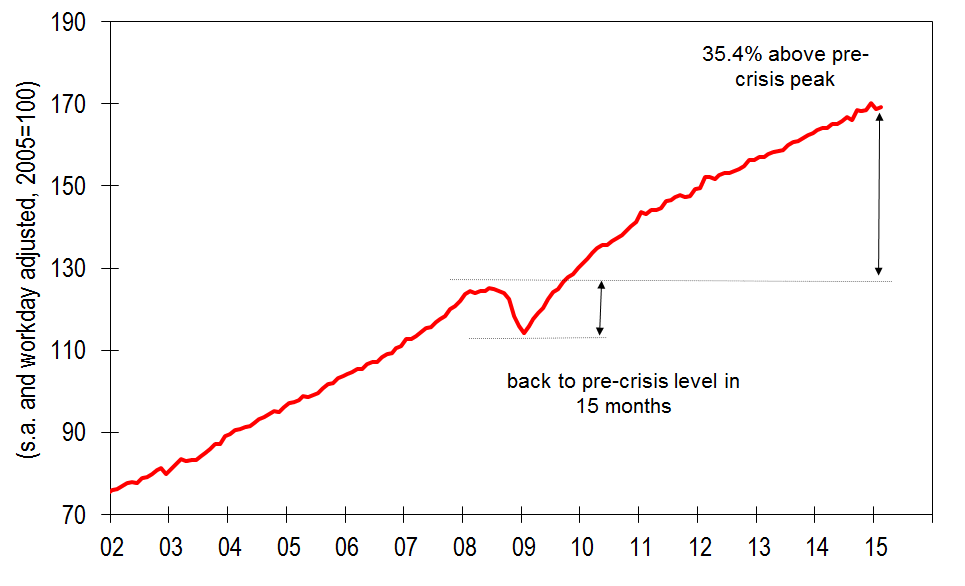 190
170
150
130
110
90
70
(s.a. and workday adjusted, 2005=100)
35.4% above pre-
crisis peak
back to pre-crisis level in
15 months
02 03 04 05 06 07 08 09 10 11 12 13 14 15